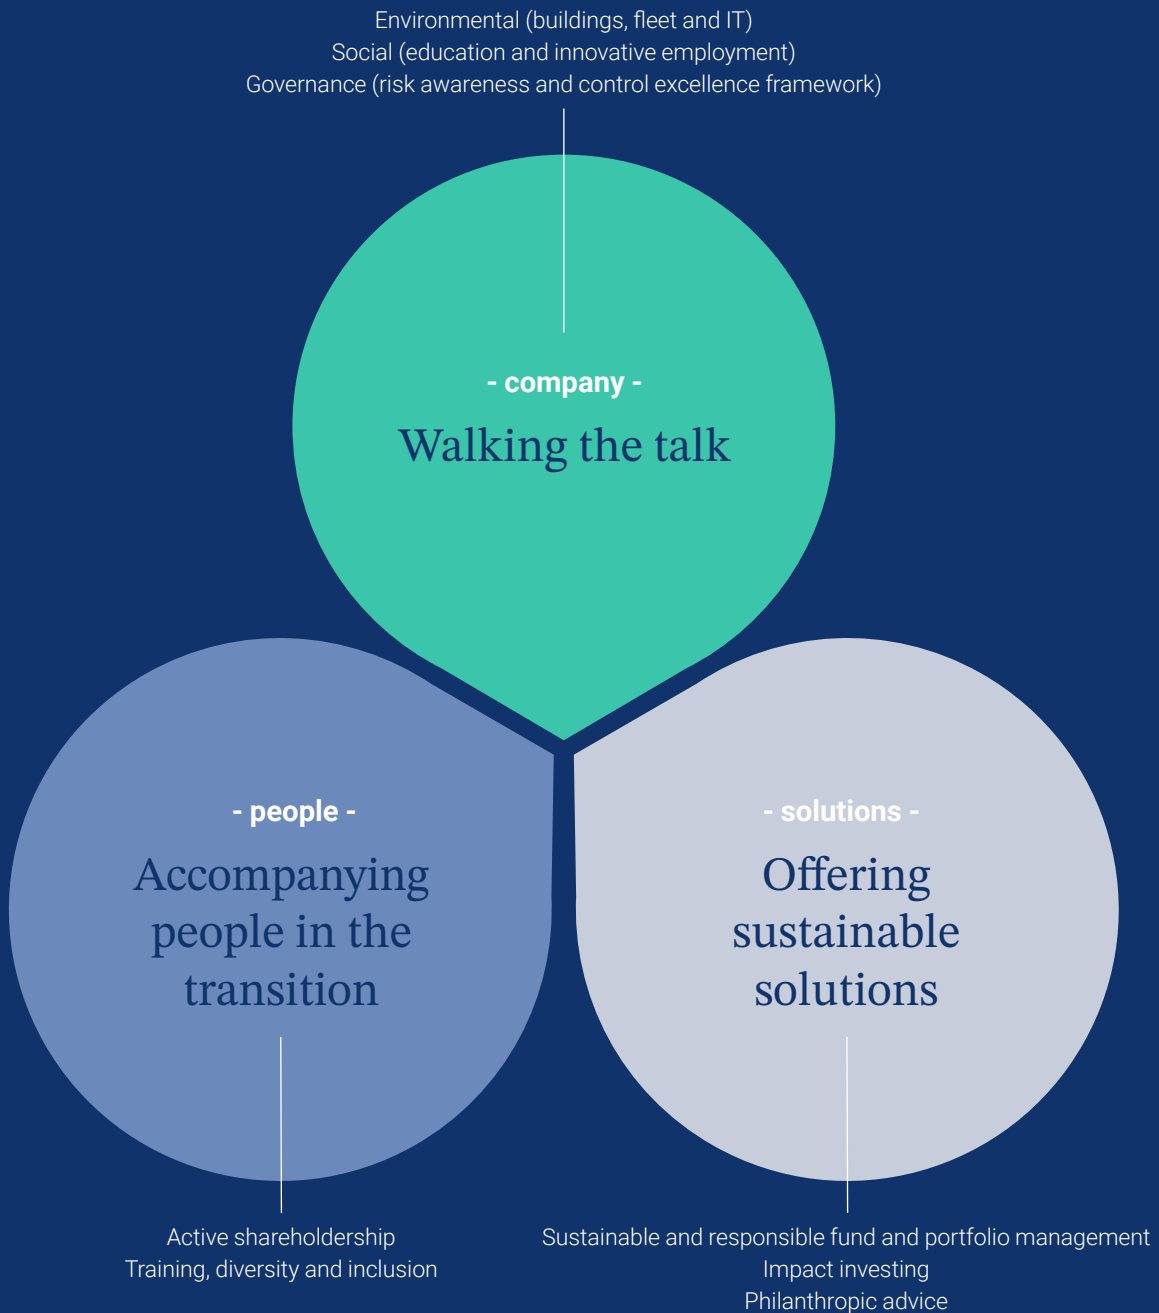 Environmental (buildings, fleet and IT)
Social (education and innovative employment)
Governance (risk awareness and control excellence framework)
- company -
Walking the talk
- people -
Accompanying
people in the
transition
- solutions -
Offering
sustainable
solutions
Active shareholdership
Training, diversity and inclusion
Sustainable and responsible fund and portfolio management
Impact investing
Philanthropic advice